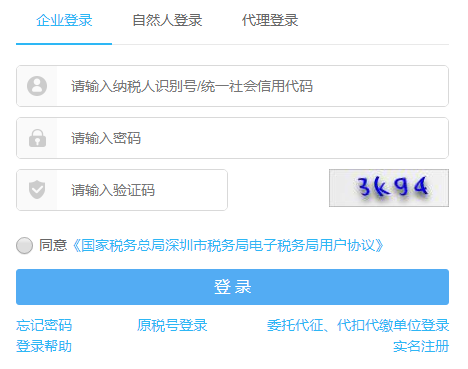 企业登录 自然人登录 代理登录
请输入纳税人识别号/统一社会信用代码
请输入密码
请输入验证码 3k94
同意《国家税务总局深圳市税务局电子税务局用户协议》
登录
忘记密码 原税号登录 委托代征、代扣代缴单位登录
登录帮助 实名注册